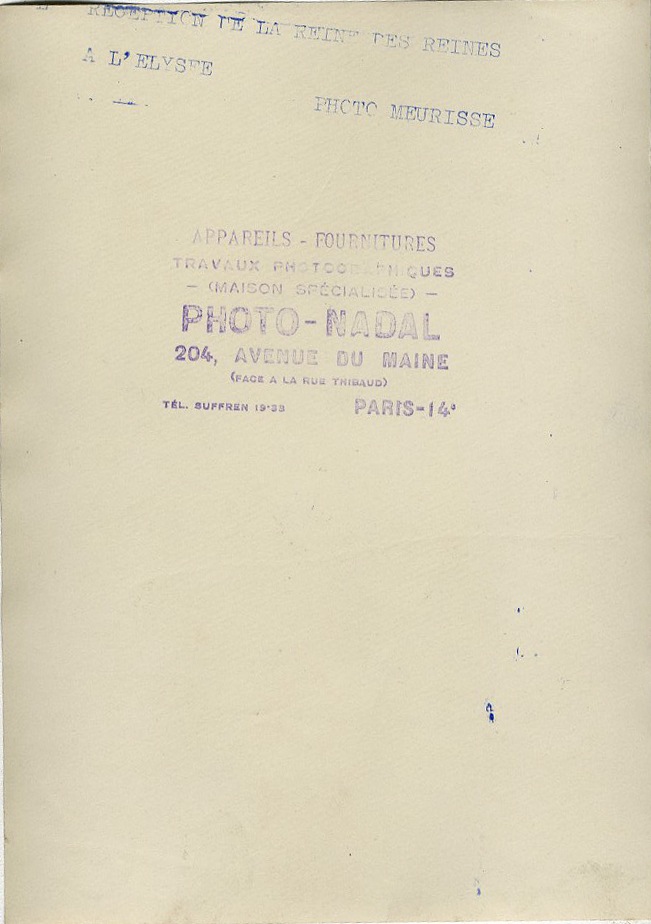 RECEPTION DE LA REINE DES REINES
A L'ELYSEE
PHOTO MEURISSE
APPAREILS - FOURNITURES
TRAVAUX PHOTOGRAPHIQUES
- (MAISON SPÉCIALISÉE) -
PHOTO-NADAL
204, AVENUE DU MAINE
(FACE A LA RUE THIBAUD)
TÉL. SUFFREN 19-33 PARIS-14e